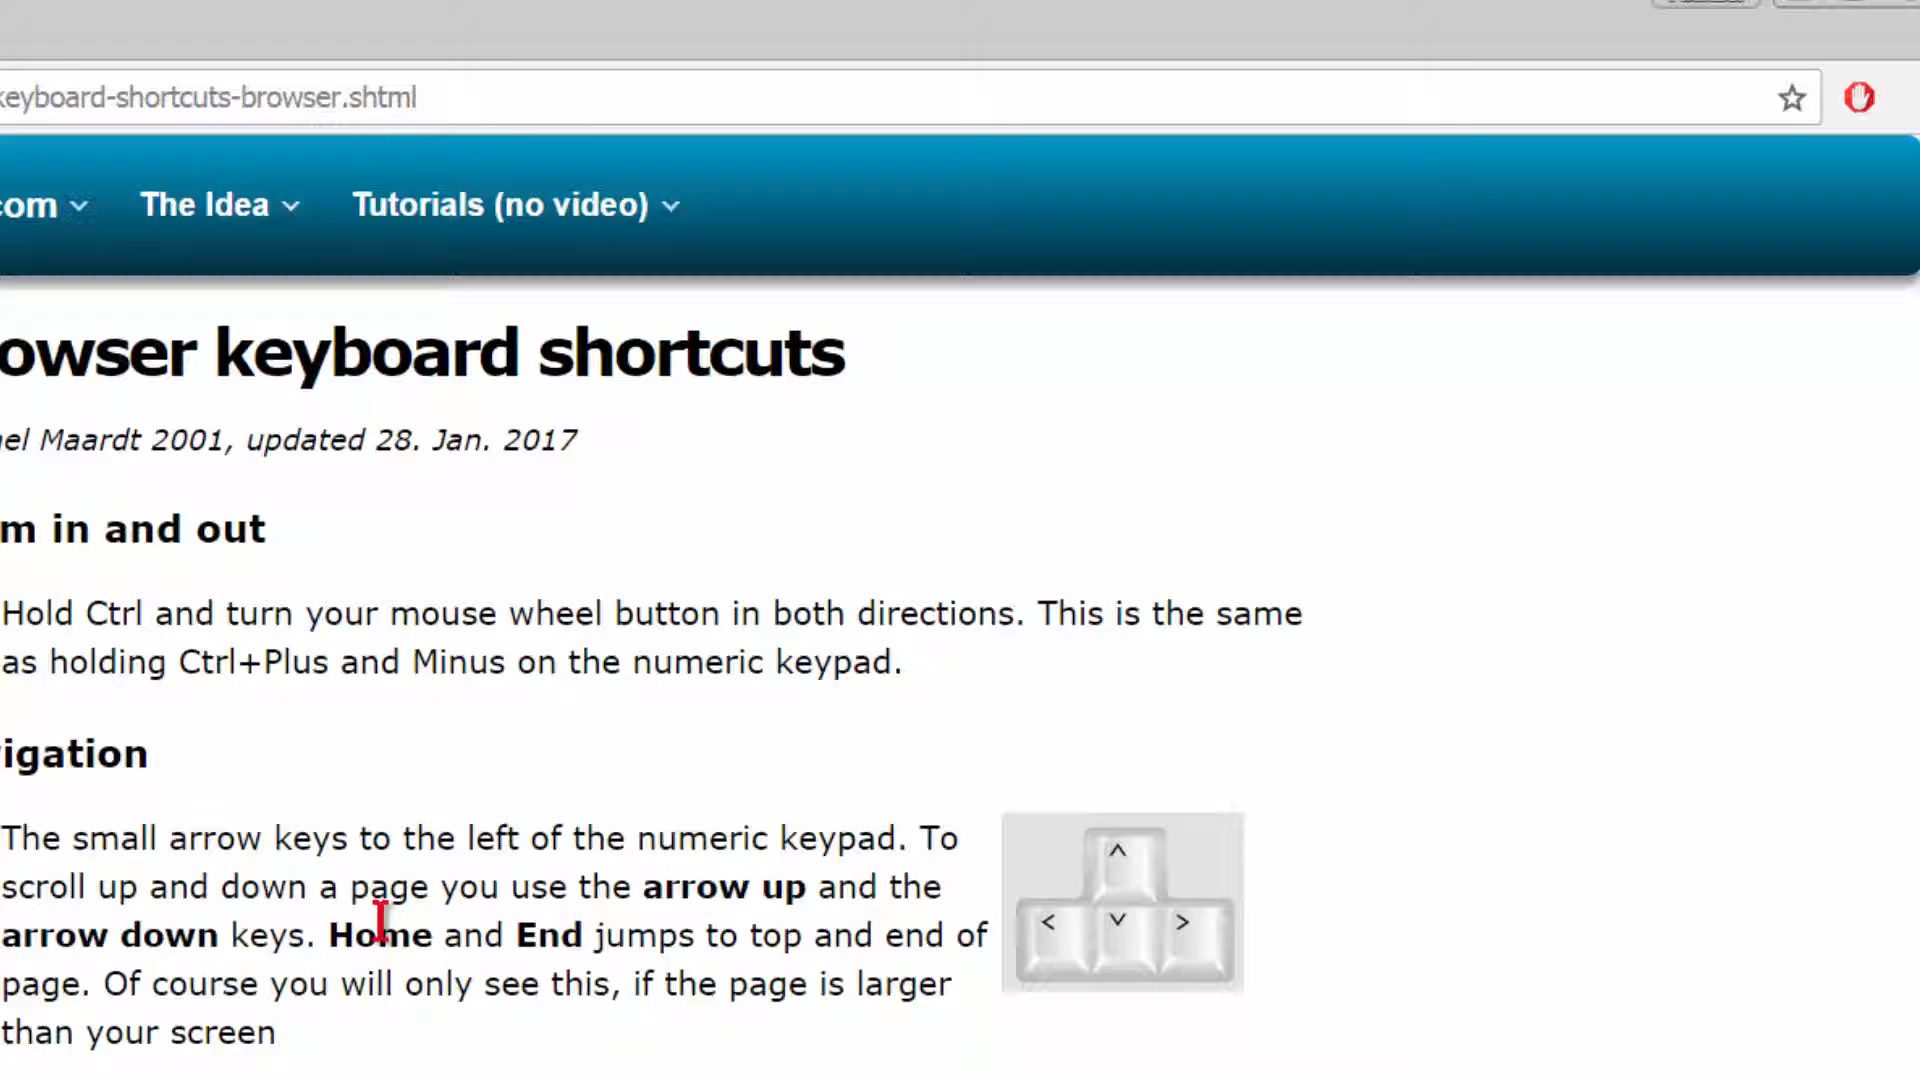 keyboard-shortcuts-browser.shtml
com The Idea Tutorials (no video)
owser keyboard shortcuts
el Maardt 2001, updated 28. Jan. 2017
m in and out
Hold Ctrl and turn your mouse wheel button in both directions. This is the same
as holding Ctrl+Plus and Minus on the numeric keypad.
igation
The small arrow keys to the left of the numeric keypad. To
scroll up and down a page you use the arrow up and the
arrow down keys. Home and End jumps to top and end of
page. Of course you will only see this, if the page is larger
than your screen